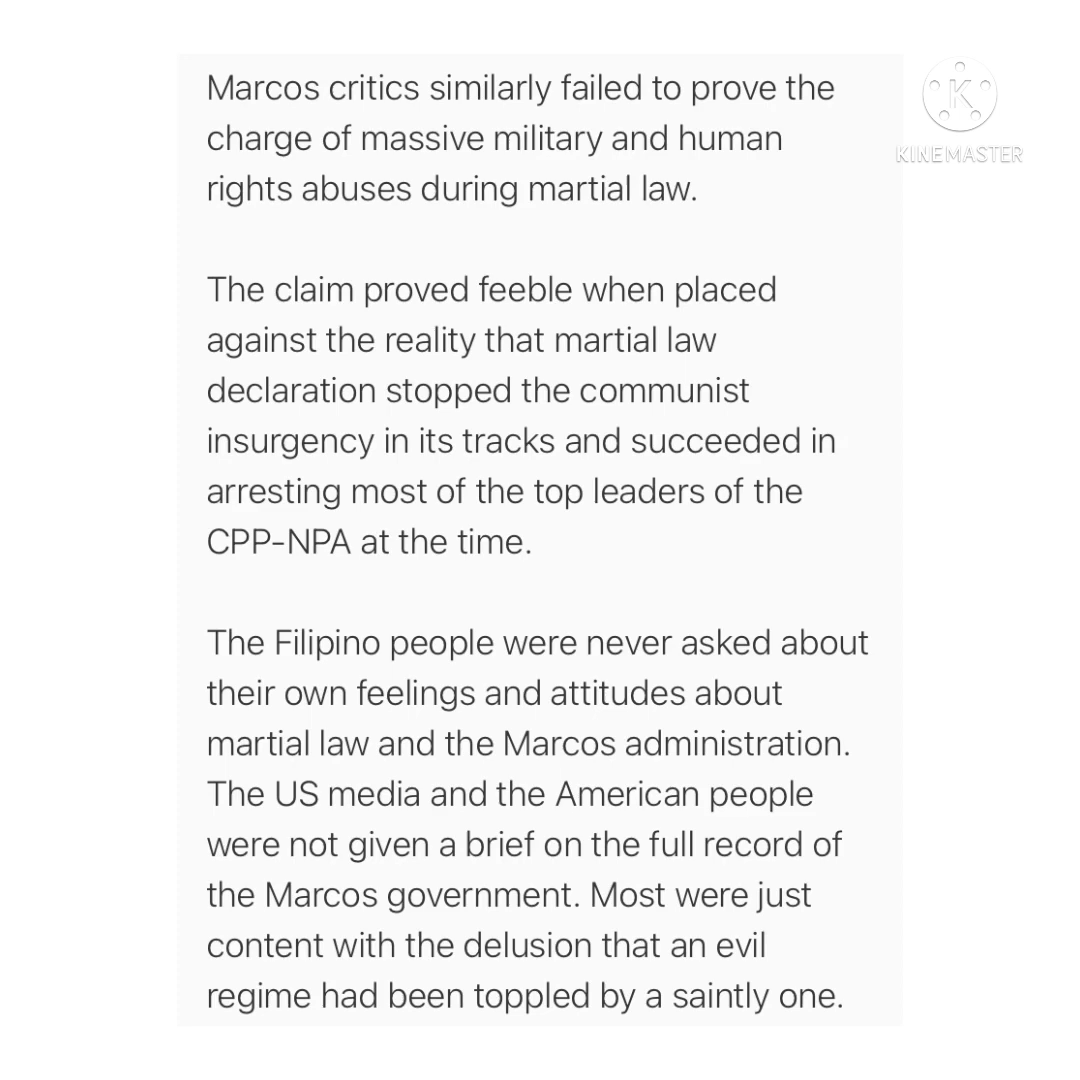 Marcos critics similarly failed to prove the
charge of massive military and human
rights abuses during martial law.
The claim proved feeble when placed
against the reality that martial law
declaration stopped the communist
insurgency in its tracks and succeeded in
arresting most of the top leaders of the
CPP-NPA at the time.
The Filipino people were never asked about
their own feelings and attitudes about
martial law and the Marcos administration.
The US media and the American people
were not given a brief on the full record of
the Marcos government. Most were just
content with the delusion that an evil
regime had been toppled by a saintly one.
K
KINEMASTER